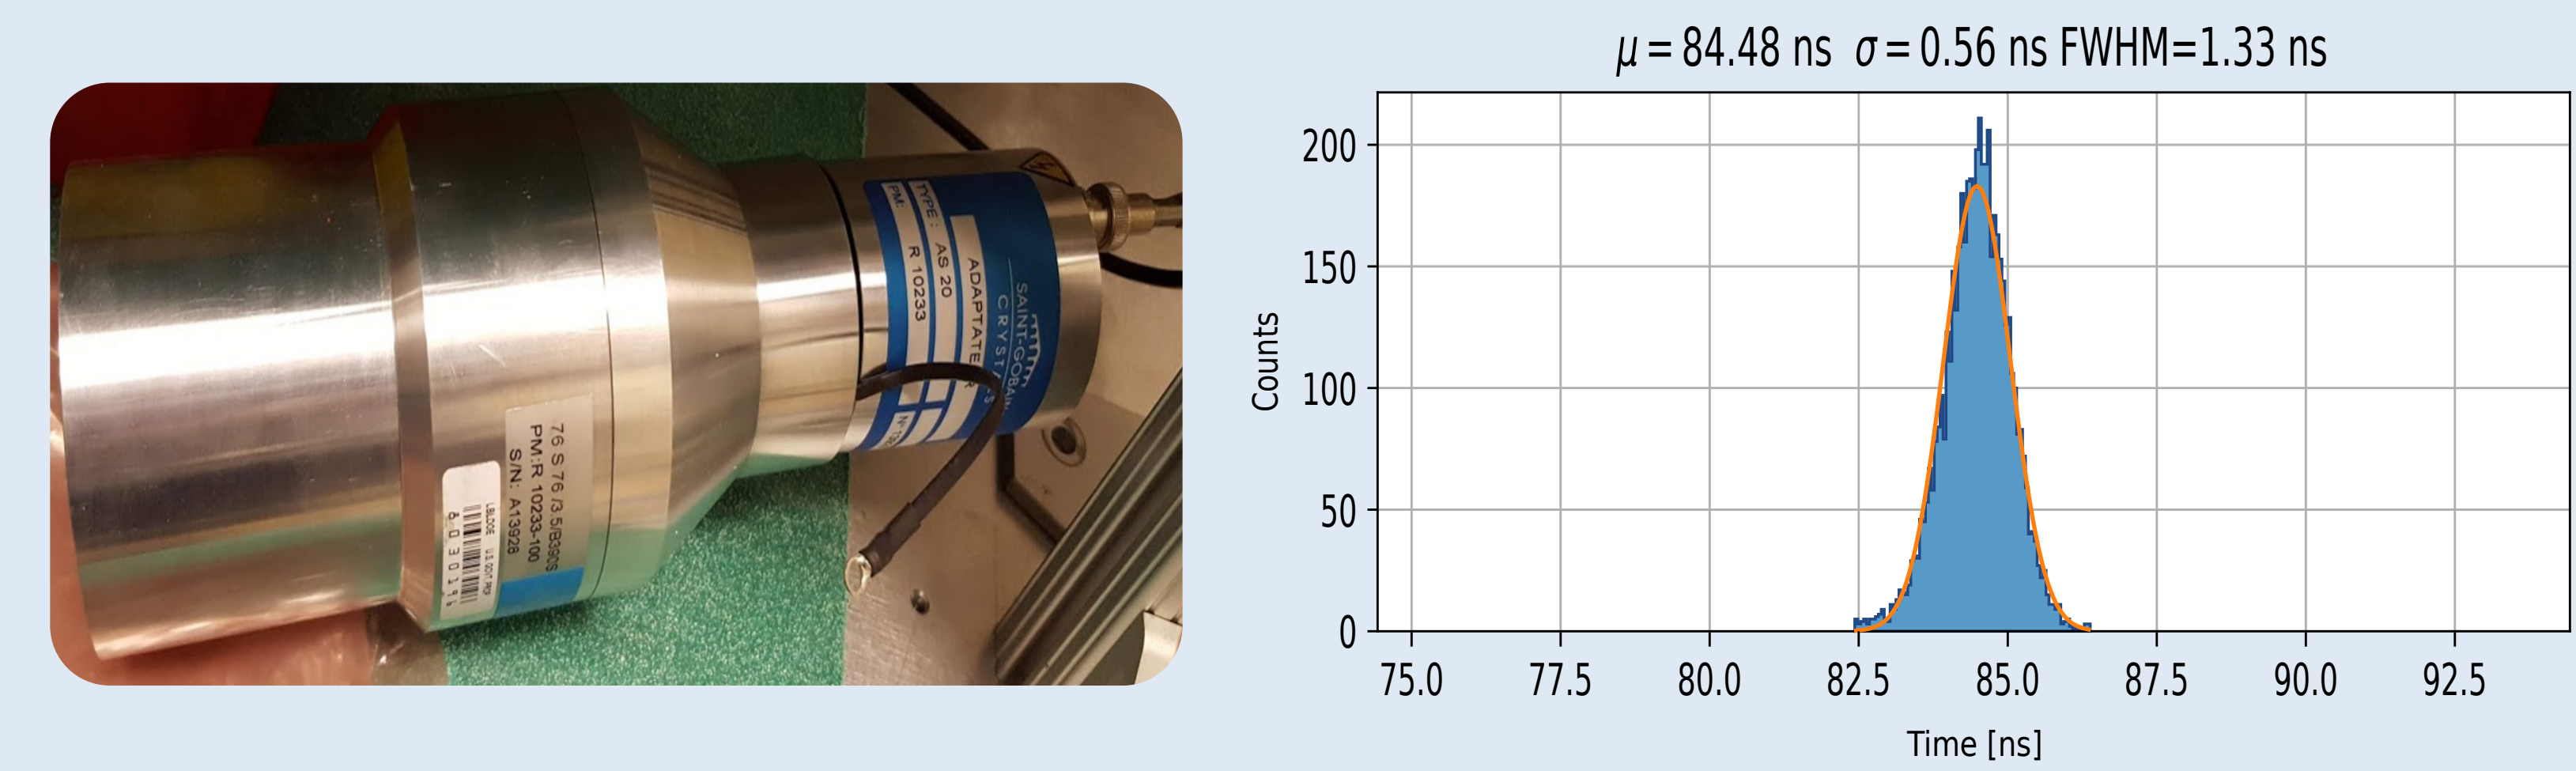 SAINT-GOBAIN
CRYSTALS
ADAPTATEUR
TYPE : AS 20
PM: R 10233
76 S 76 /3.5/B390S
PM:R 10233-100
S/N: A13928
μ = 84.48 ns σ = 0.56 ns FWHM=1.33 ns
Counts
200
150
100
50
0
75.0 77.5 80.0 82.5 85.0 87.5 90.0 92.5
Time [ns]